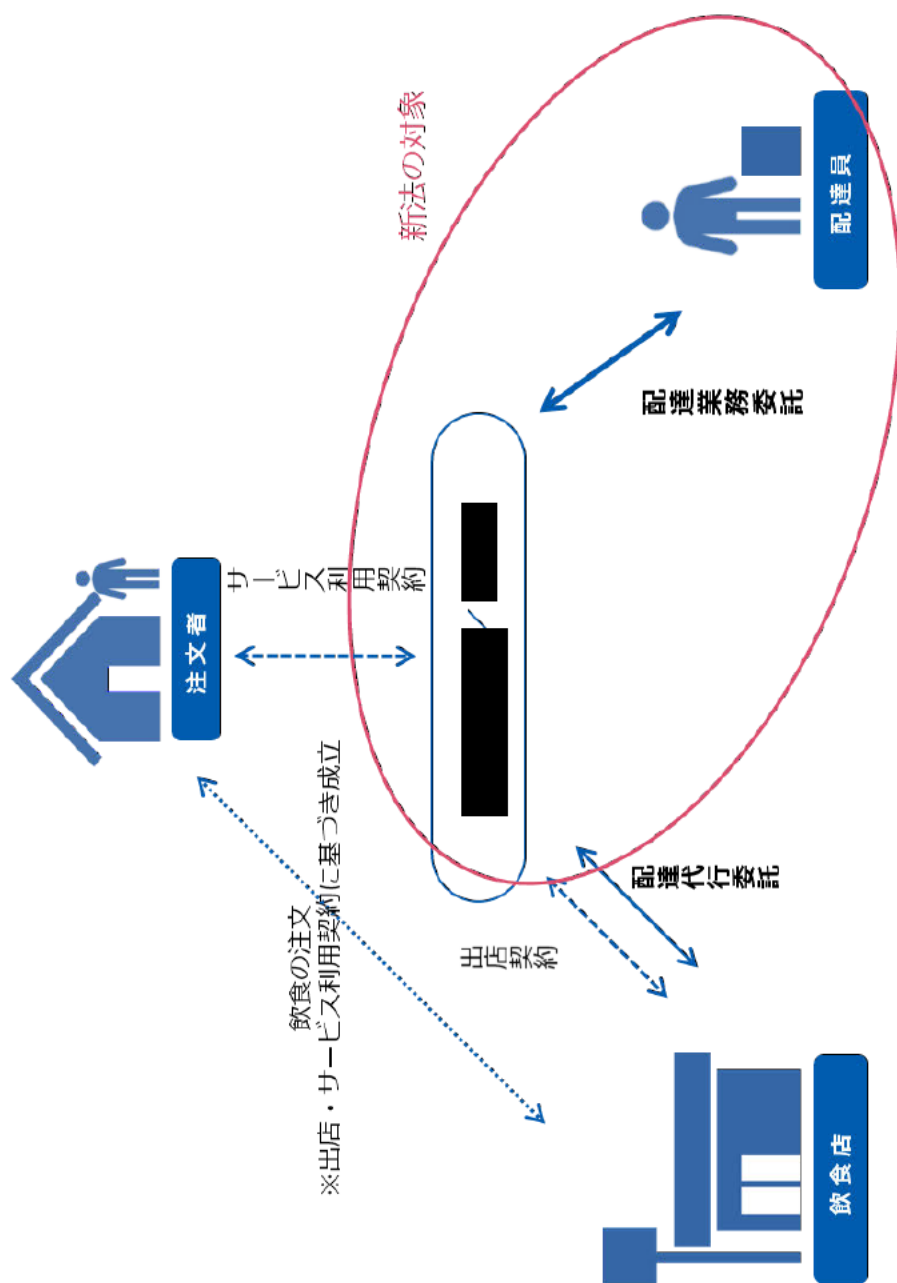 注文者
サービス利用契約
新法の対象
飲食の注文
※出店・サービス利用契約に基づき成立
出店契約
配達代行委託
配達業務委託
飲食店
配達員